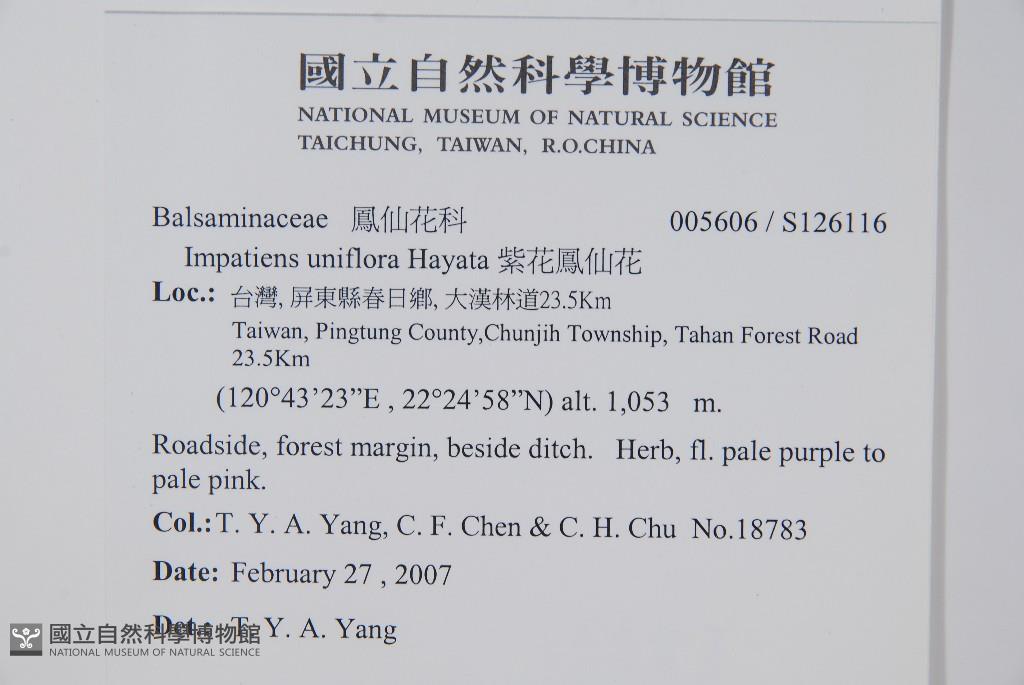 國立自然科學博物館
NATIONAL MUSEUM OF NATURAL SCIENCE
TAICHUNG, TAIWAN, R.O.CHINA
Balsaminaceae 鳳仙花科 005606 / S126116
Impatiens uniflora Hayata 紫花鳳仙花
Loc.: 台灣, 屏東縣春日鄉, 大漢林道23.5Km
Taiwan, Pingtung County,Chunjih Township, Tahan Forest Road
23.5Km
(120°43’23”E , 22°24’58”N) alt. 1,053 m.
Roadside, forest margin, beside ditch. Herb, fl. pale purple to
pale pink.
Col.: T. Y. A. Yang, C. F. Chen & C. H. Chu No.18783
Date: February 27 , 2007
Det.: T. Y. A. Yang
國立自然科學博物館
NATIONAL MUSEUM OF NATURAL SCIENCE